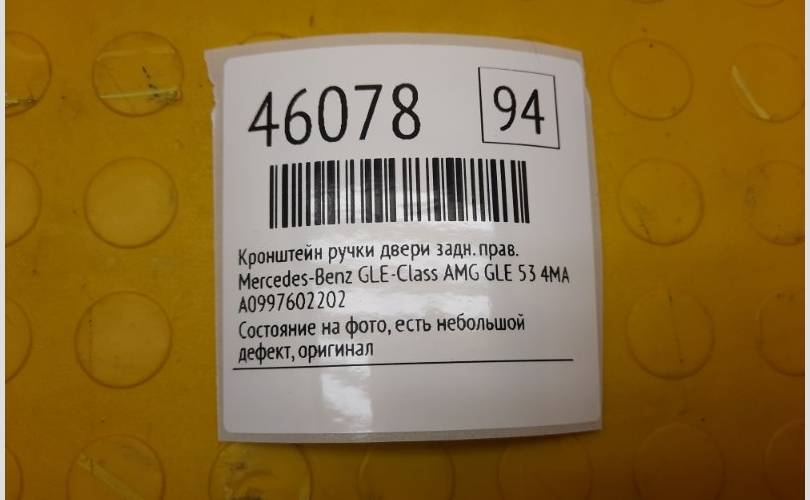 46078
94
Кронштейн ручки двери задн. прав.
Mercedes-Benz GLE-Class AMG GLE 53 4MA
A0997602202
Состояние на фото, есть небольшой
дефект, оригинал